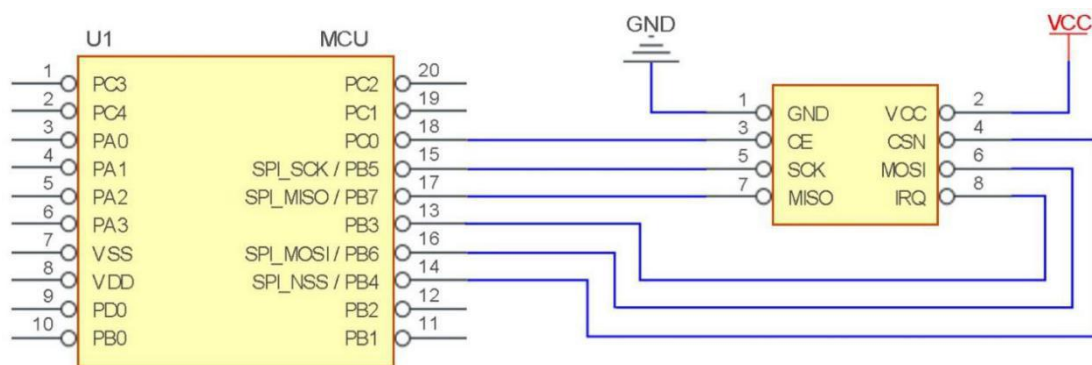 U1 MCU
GND
VCC
1 PC3 PC2 20
2 PC4 PC1 19
3 PA0 PC0 18
4 PA1 SPI_SCK / PB5 15
5 PA2 SPI_MISO / PB7 17
6 PA3 PB3 13
7 VSS SPI_MOSI / PB6 16
8 VDD SPI_NSS / PB4 14
9 PD0 PB2 12
10 PB0 PB1 11
1 GND VCC 2
3 CE CSN 4
5 SCK MOSI 6
7 MISO IRQ 8